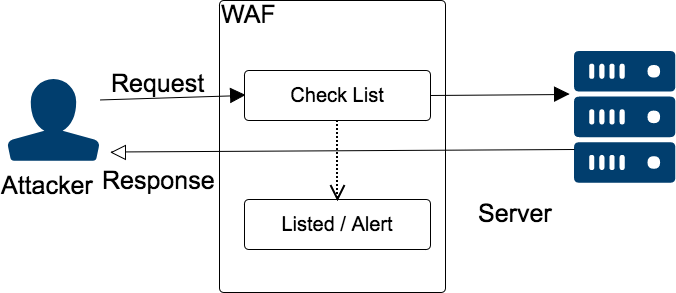 WAF
Request
Check List
Attacker
Response
Listed / Alert
Server